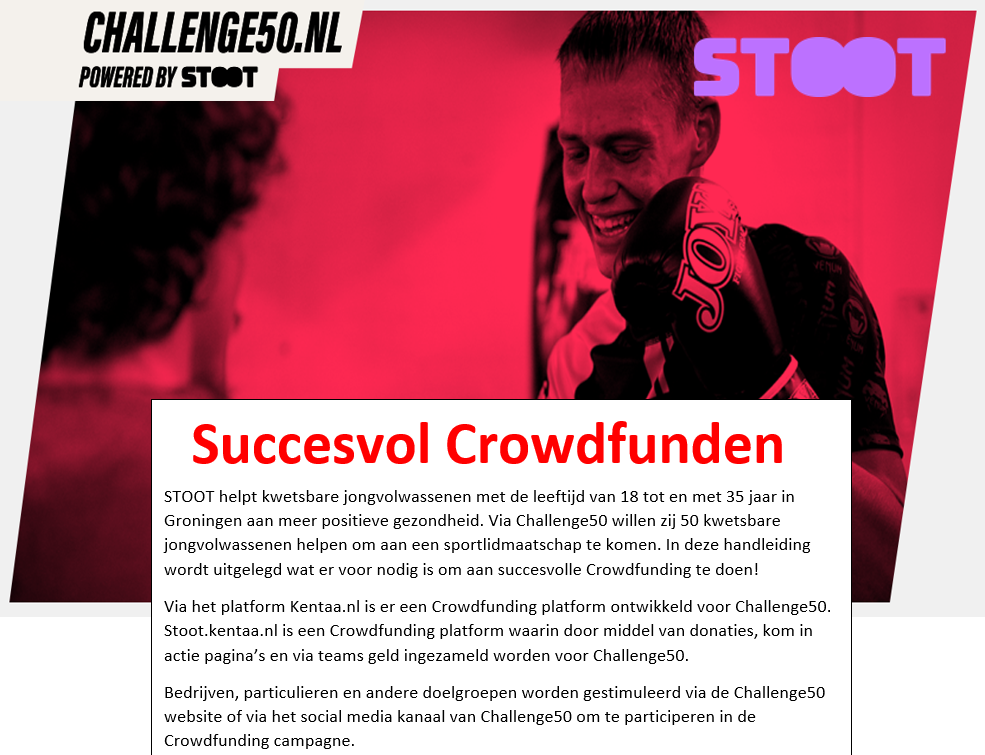 CHALLENGE50.NL
POWERED BY STOOT
STOOT
JOYA
VENUM
Succesvol Crowdfunden
STOOT helpt kwetsbare jongvolwassenen met de leeftijd van 18 tot en met 35 jaar in
Groningen aan meer positieve gezondheid. Via Challenge50 willen zij 50 kwetsbare
jongvolwassenen helpen om aan een sportlidmaatschap te komen. In deze handleiding
wordt uitgelegd wat er voor nodig is om aan succesvolle Crowdfunding te doen!
Via het platform Kentaa.nl is er een Crowdfunding platform ontwikkeld voor Challenge50.
Stoot.kentaa.nl is een Crowdfunding platform waarin door middel van donaties, kom in
actie pagina’s en via teams geld ingezameld worden voor Challenge50.
Bedrijven, particulieren en andere doelgroepen worden gestimuleerd via de Challenge50
website of via het social media kanaal van Challenge50 om te participeren in de
Crowdfunding campagne.